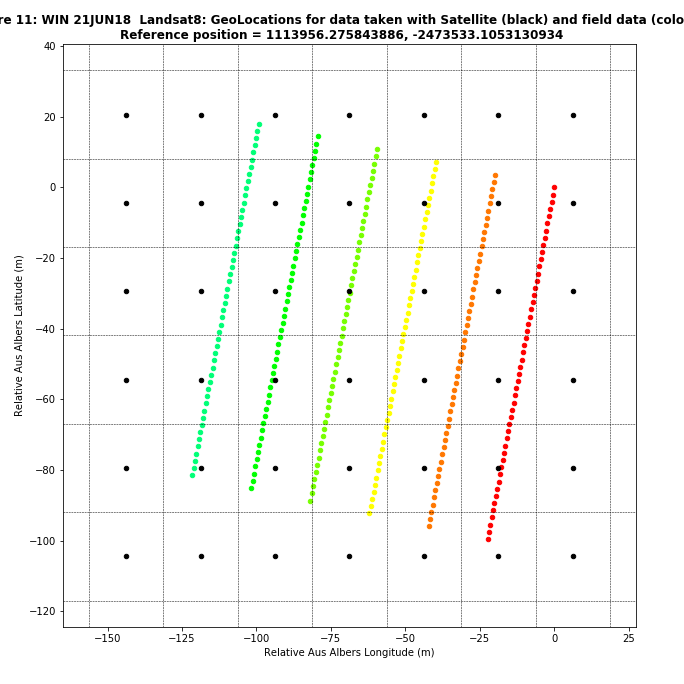 re 11: WIN 21JUN18 Landsat8: GeoLocations for data taken with Satellite (black) and field data (colo
Reference position = 1113956.275843886, -2473533.1053130934
40
20
0
−20
−40
−60
−80
−100
−120
Relative Aus Albers Latitude (m)
−150 −125 −100 −75 −50 −25 0 25
Relative Aus Albers Longitude (m)